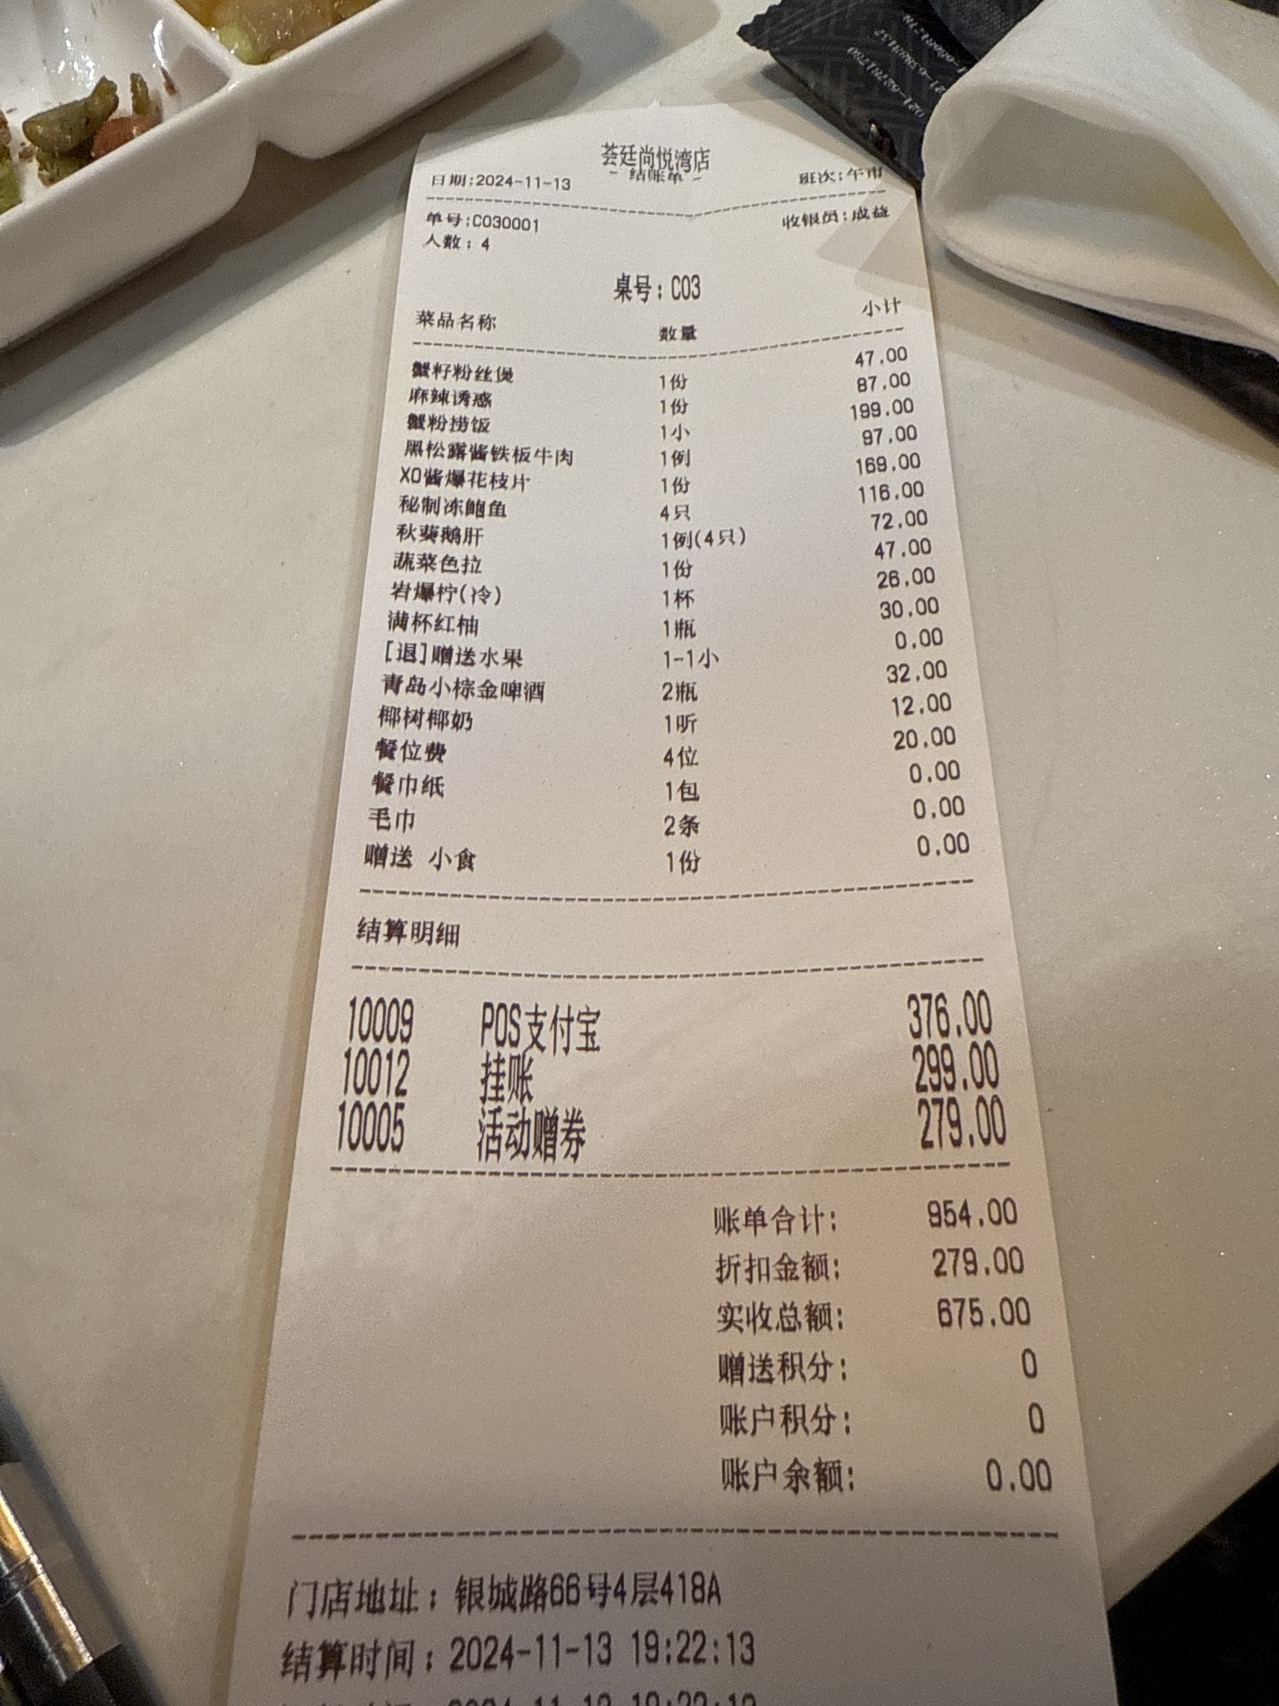 荟廷尚悦湾店
- 结账单 -
日期:2024-11-13 班次:午市
单号:C030001 收银员:成益
人数: 4
桌号: C03
菜品名称 数量 小计
蟹籽粉丝煲 1份 47.00
麻辣诱惑 1份 87.00
蟹粉捞饭 1小 199.00
黑松露酱铁板牛肉 1例 97.00
XO酱爆花枝片 1份 169.00
秘制冻鲍鱼 4只 116.00
秋葵鹅肝 1例(4只) 72.00
蔬菜色拉 1份 47.00
岩爆柠(冷) 1杯 26.00
满杯红柚 1瓶 30.00
[退]赠送水果 1-1小 0.00
青岛小棕金啤酒 2瓶 32.00
椰树椰奶 1听 12.00
餐位费 4位 20.00
餐巾纸 1包 0.00
毛巾 2条 0.00
赠送 小食 1份 0.00
结算明细
10009 POS支付宝 376.00
10012 挂账 299.00
10005 活动赠券 279.00
账单合计: 954.00
折扣金额: 279.00
实收总额: 675.00
赠送积分: 0
账户积分: 0
账户余额: 0.00
门店地址: 银城路66号4层418A
结算时间: 2024-11-13 19:22:13